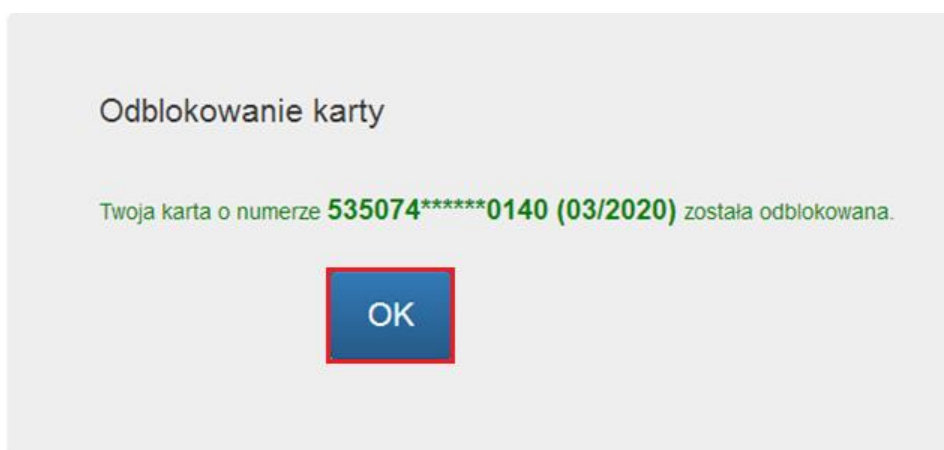 Odblokowanie karty
Twoja karta o numerze 535074******0140 (03/2020) została odblokowana.
OK